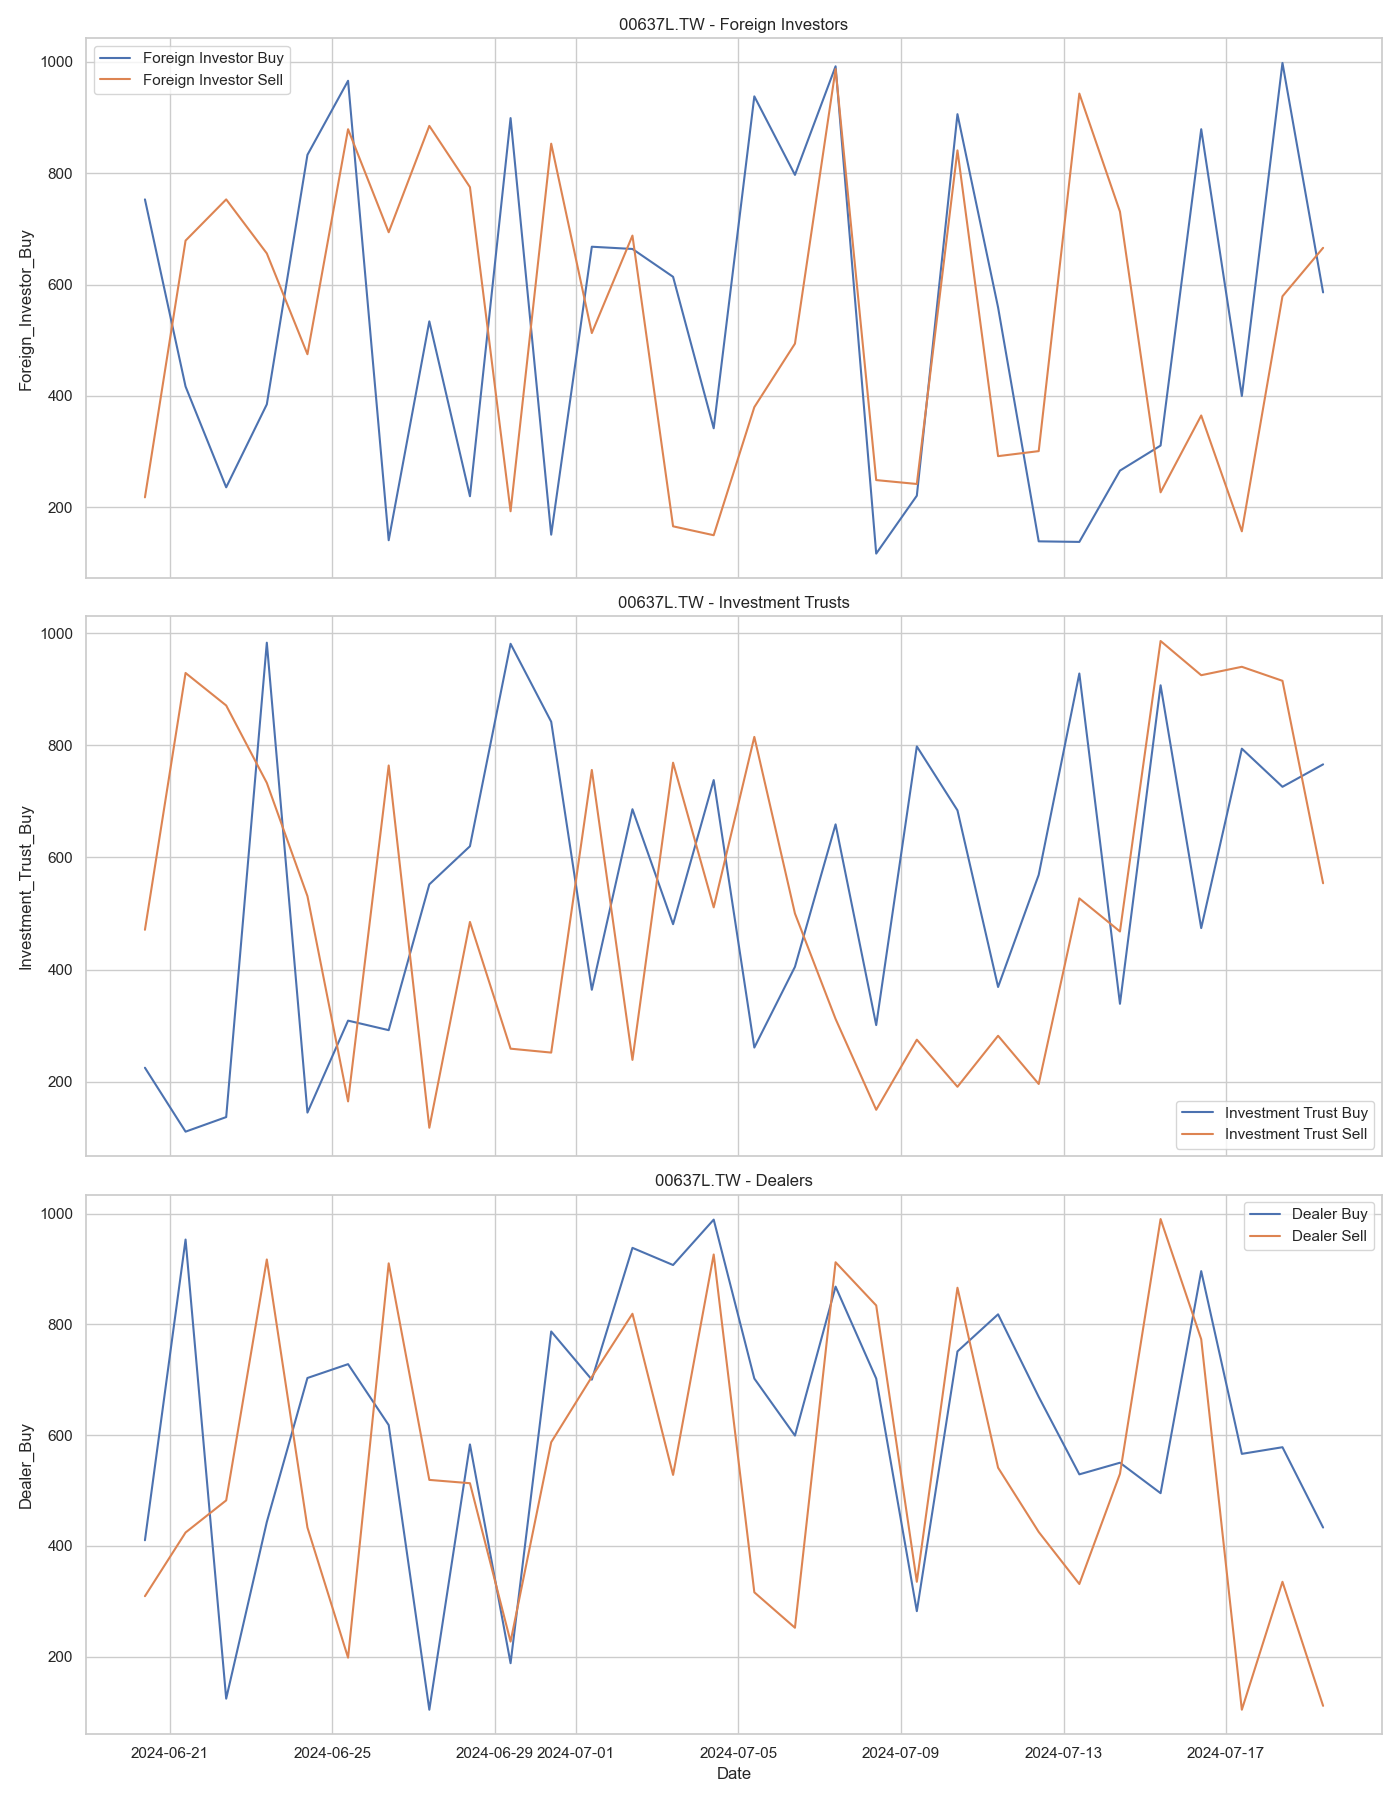 00637L.TW - Foreign Investors
Foreign Investor Buy
Foreign Investor Sell
Foreign_Investor_Buy
1000
800
600
400
200
00637L.TW - Investment Trusts
Investment_Trust_Buy
1000
800
600
400
200
Investment Trust Buy
Investment Trust Sell
00637L.TW - Dealers
Dealer Buy
Dealer Sell
Dealer_Buy
1000
800
600
400
200
2024-06-21 2024-06-25 2024-06-29 2024-07-01 2024-07-05 2024-07-09 2024-07-13 2024-07-17
Date